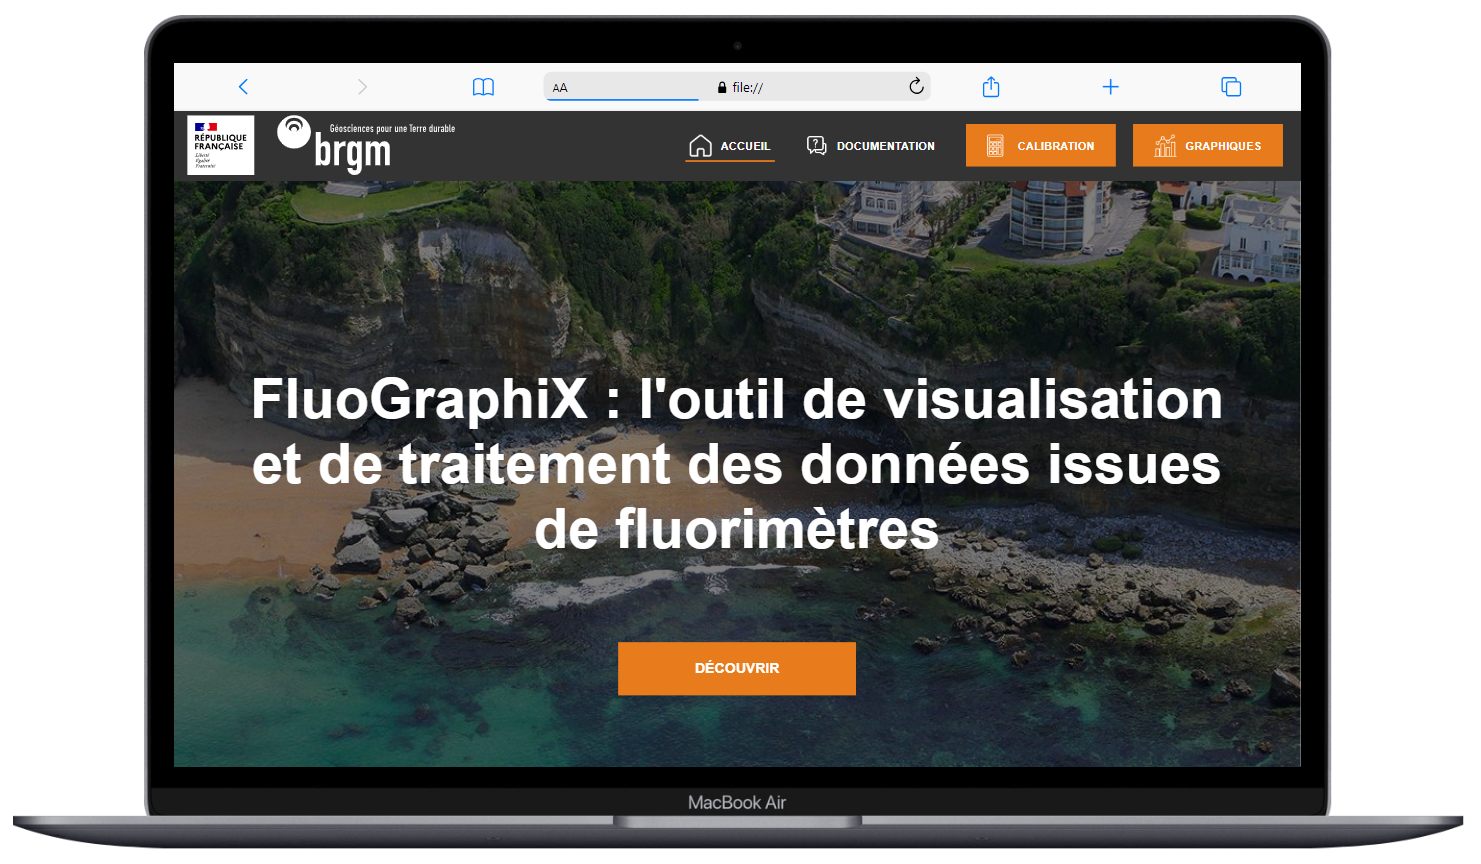 AA
file://
RÉPUBLIQUE
FRANÇAISE
Liberté
Égalité
Fraternité
Géosciences pour une Terre durable
brgm
ACCUEIL
DOCUMENTATION
CALIBRATION
GRAPHIQUES
FluoGraphiX : l'outil de visualisation
et de traitement des données issues
de fluorimètres
DÉCOUVRIR
MacBook Air